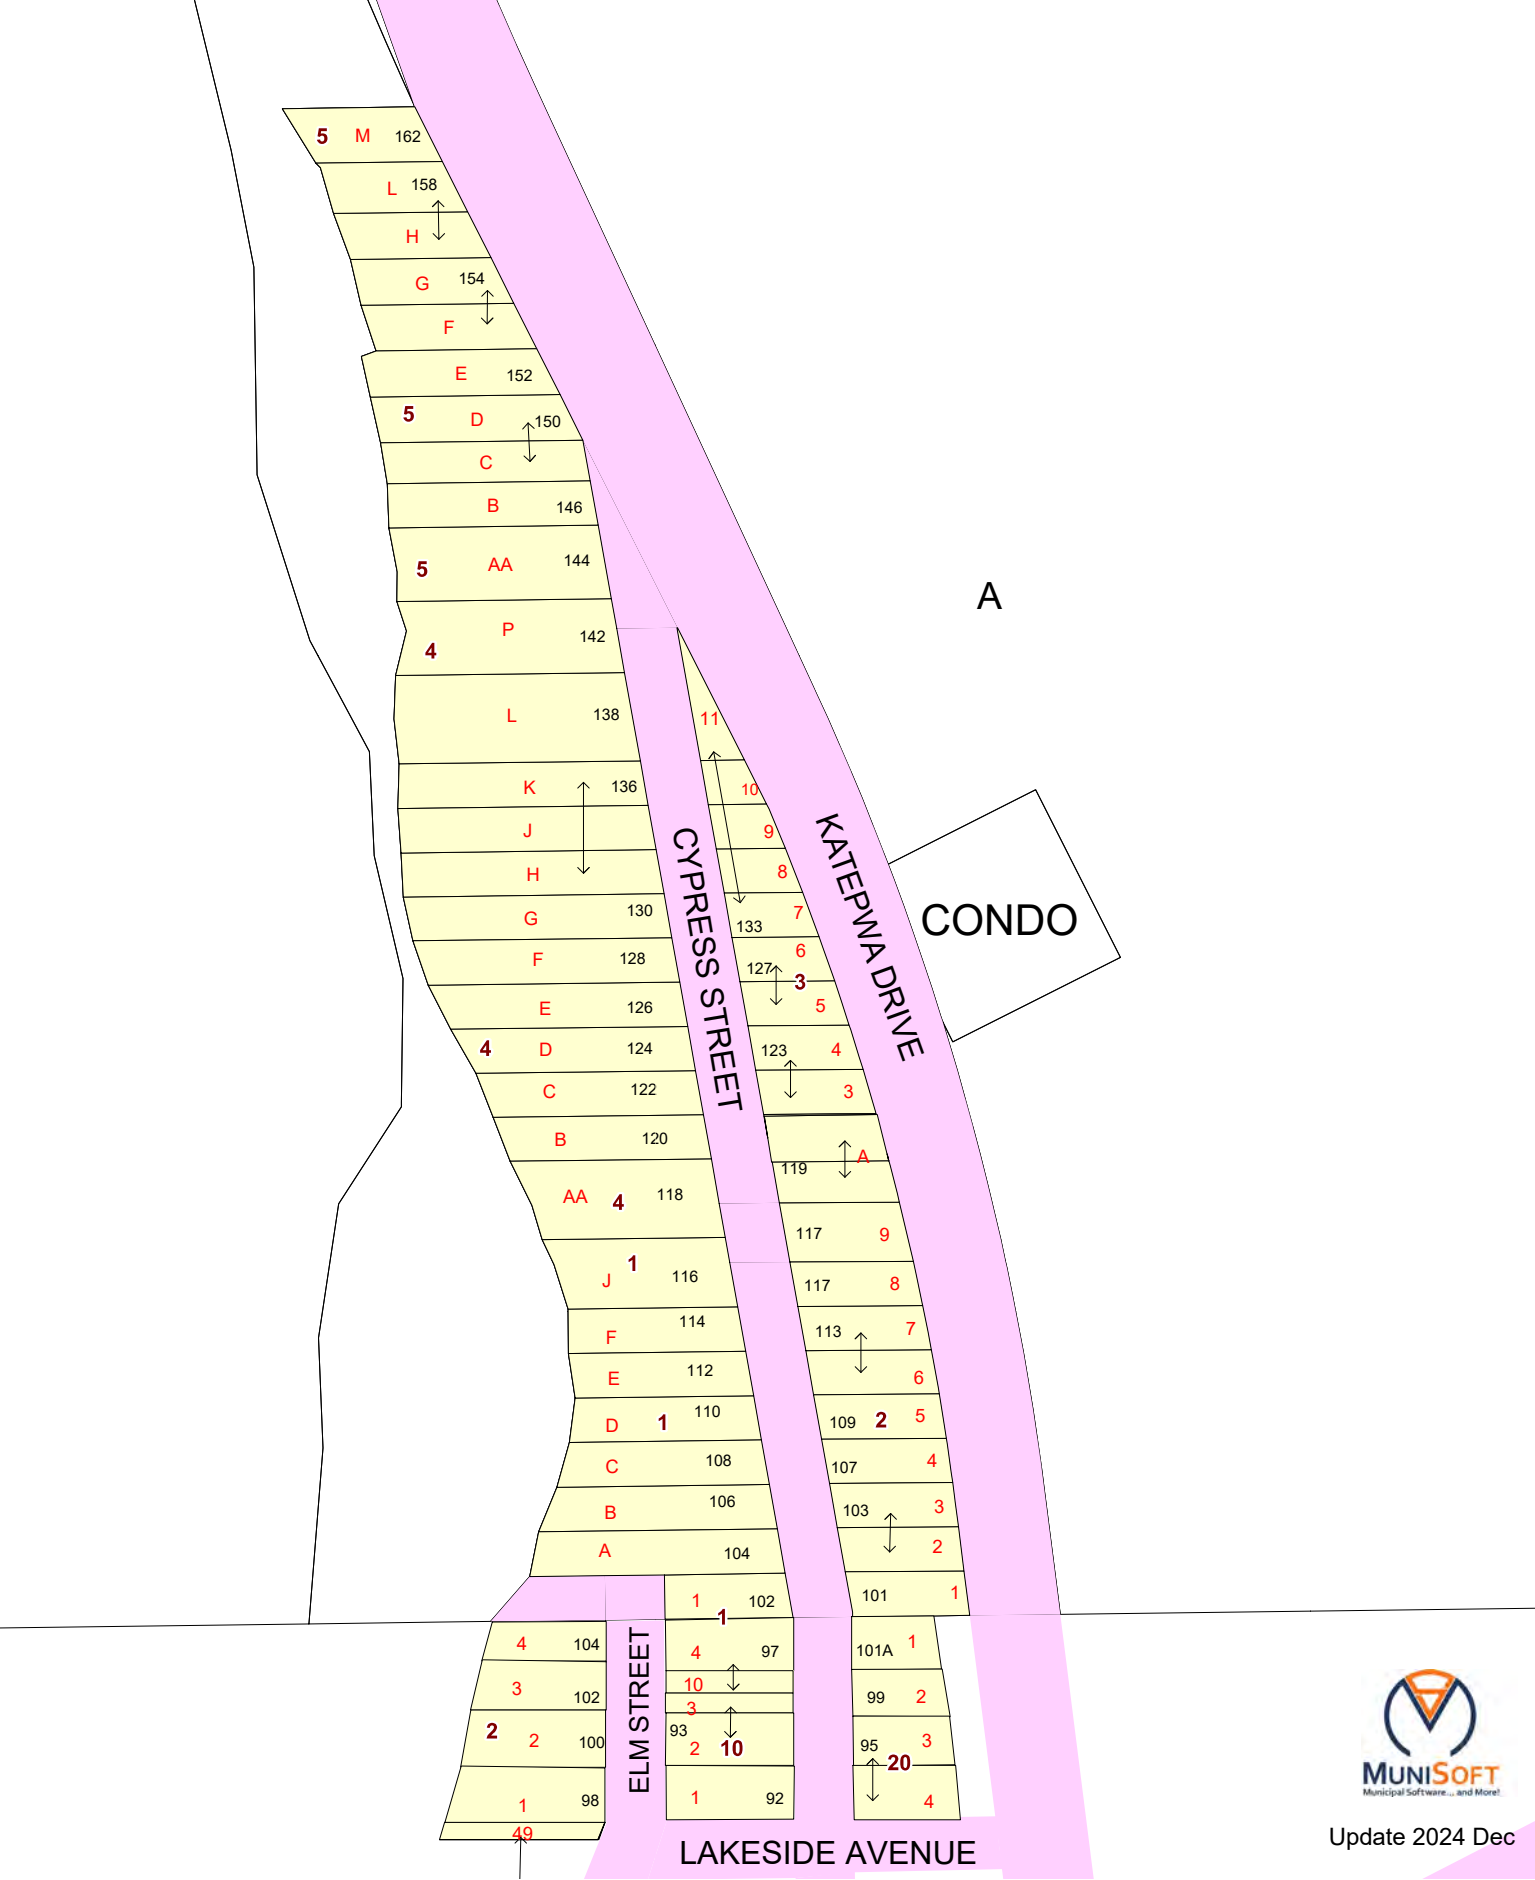 5 M 162
L 158
H
G 154
F
E 152
5 D 150
C
B 146
5 AA 144
A
P 142
4
L 138
11
K 136
10
J
9
H
8
G 130
7
133
CYPRESS STREET
KATEPWA DRIVE
CONDO
F 128
6
127
3
E 126
5
4 D 124
123 4
C 122
3
B 120
A
119
AA 4 118
117 9
1
J 116
117 8
F 114
113 7
E 112
6
D 1 110
109 2 5
C 108
107 4
B 106
103 3
A 104
2
1 102
101 1
1
4 104
4 97
101A 1
3 102
10
99 2
3
ELM STREET
2 2 100
93
2 10
95 3
20
1 98
1 92
4
49
LAKESIDE AVENUE
MUNISOFT
Municipal Software... and More!
Update 2024 Dec